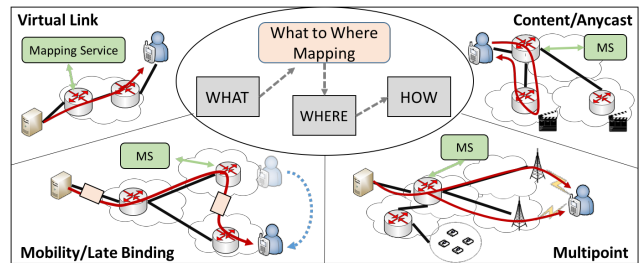 Virtual Link
Mapping Service
What to Where
Mapping
WHAT
WHERE
HOW
Content/Anycast
MS
MS
Mobility/Late Binding
MS
Multipoint